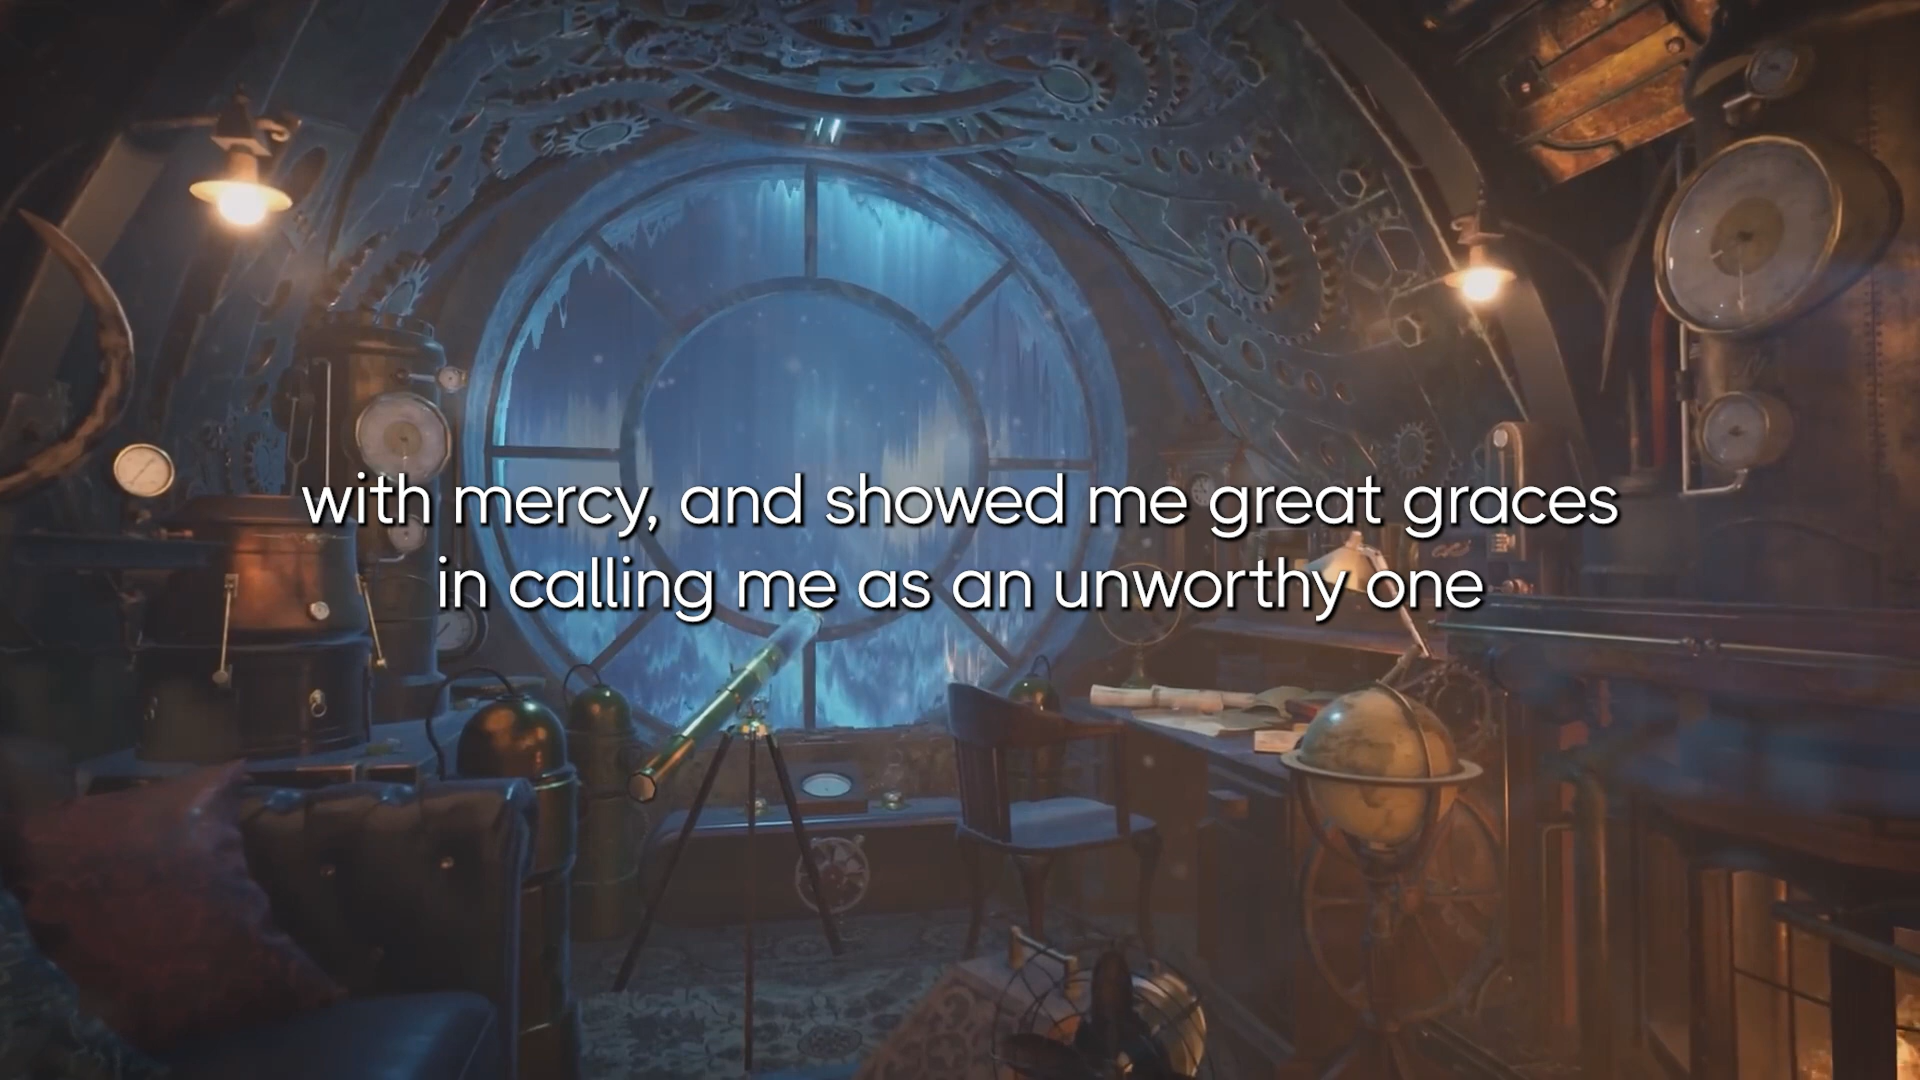 with mercy, and showed me great graces
in calling me as an unworthy one